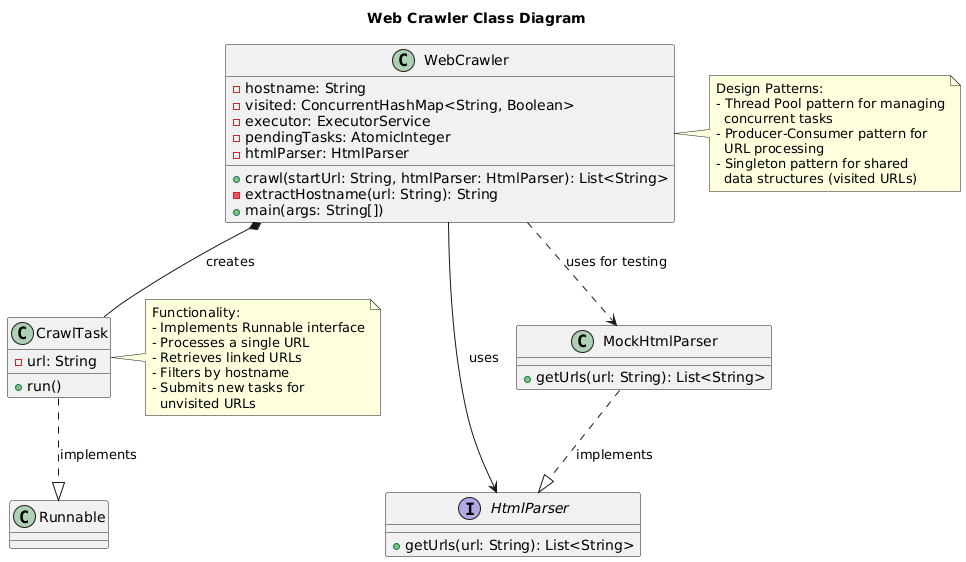 Web Crawler Class Diagram
C WebCrawler
hostname: String
visited: ConcurrentHashMap<String, Boolean>
executor: ExecutorService
pendingTasks: AtomicInteger
htmlParser: HtmlParser
crawl(startUrl: String, htmlParser: HtmlParser): List<String>
extractHostname(url: String): String
main(args: String[])
Design Patterns:
- Thread Pool pattern for managing
concurrent tasks
- Producer-Consumer pattern for
URL processing
- Singleton pattern for shared
data structures (visited URLs)
creates
uses for testing
C CrawlTask
url: String
run()
Functionality:
- Implements Runnable interface
- Processes a single URL
- Retrieves linked URLs
- Filters by hostname
- Submits new tasks for
unvisited URLs
uses
C MockHtmlParser
getUrls(url: String): List<String>
implements
implements
C Runnable
I HtmlParser
getUrls(url: String): List<String>